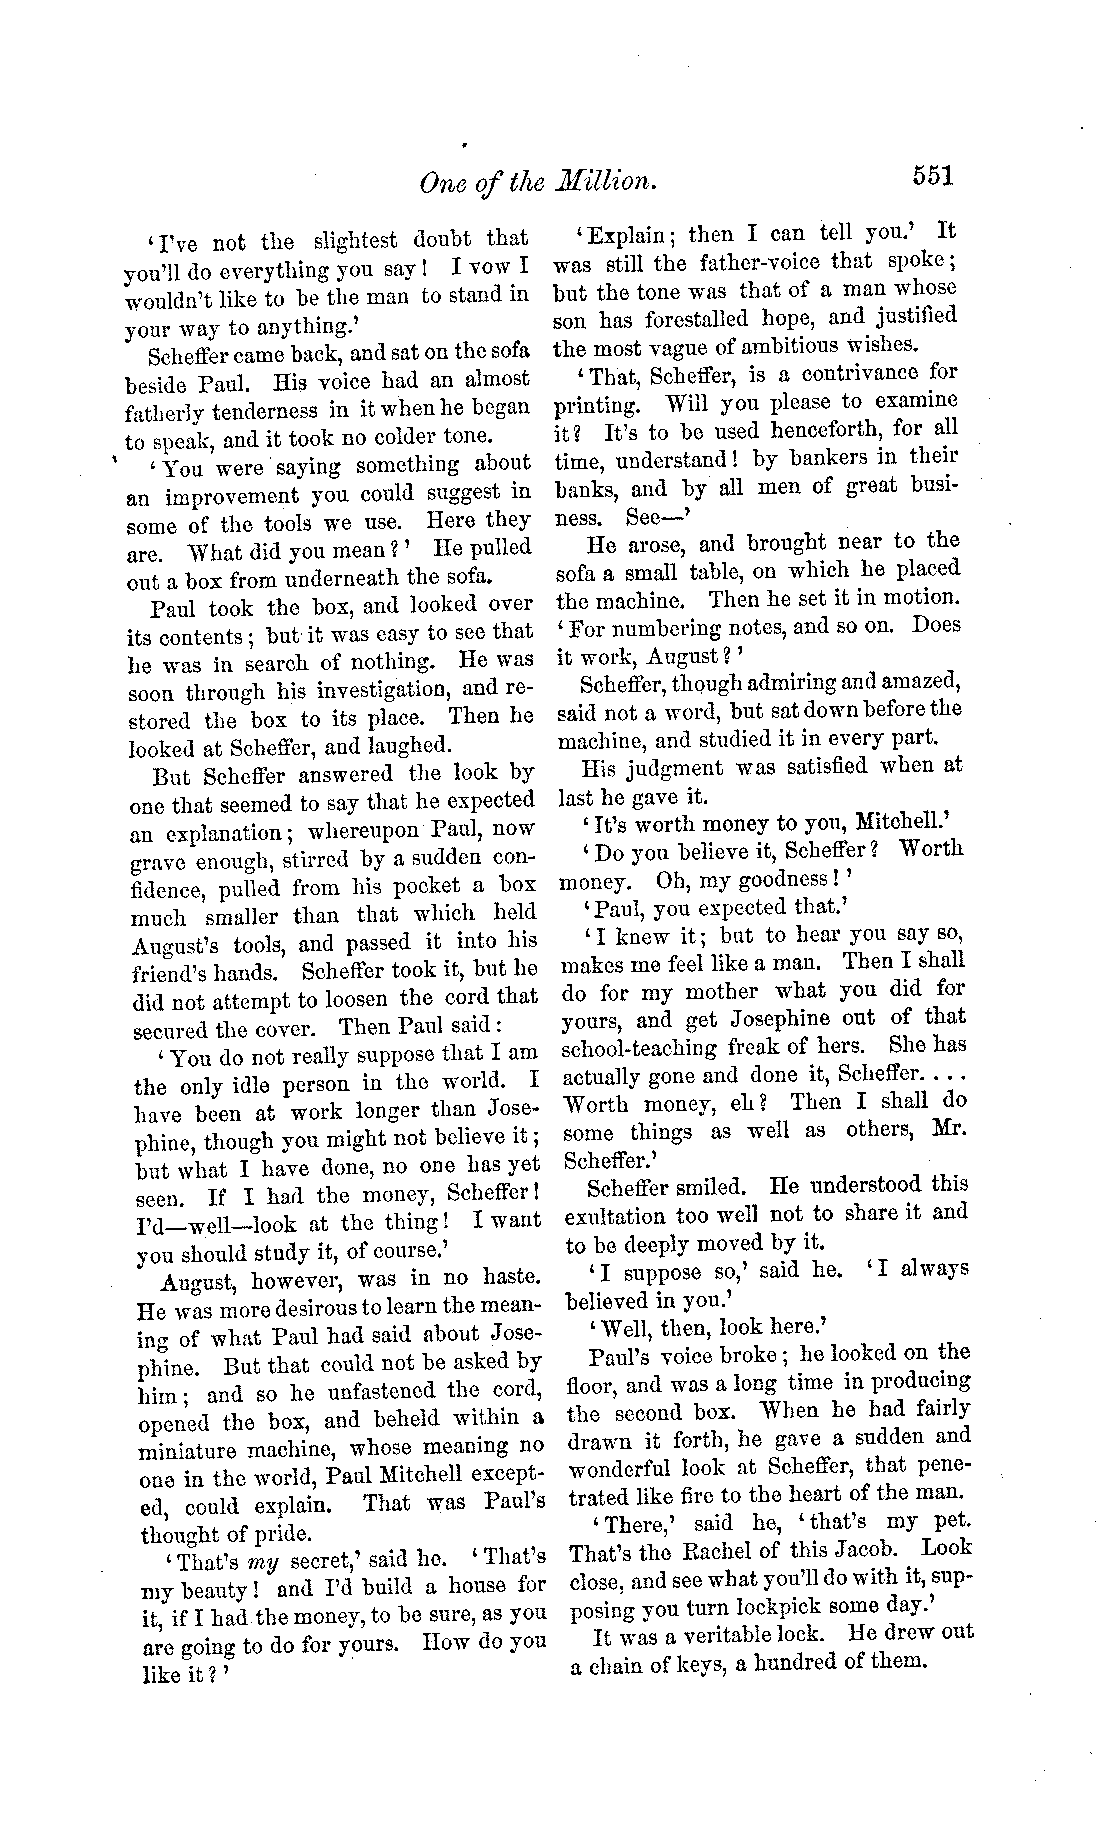 One of the Million. 551
'I've not the slightest doubt that
you'll do everything you say! I vow I
wouldn't like to be the man to stand in
your way to anything.'
Scheffer came back, and sat on the sofa
beside Paul. His voice had an almost
fatherly tenderness in it when he began
to speak, and it took no colder tone.
'You were saying something about
an improvement you could suggest in
some of the tools we use. Here they
are. What did you mean?' He pulled
out a box from underneath the sofa.
Paul took the box, and looked over
its contents; but it was easy to see that
he was in search of nothing. He was
soon through his investigation, and re-
stored the box to its place. Then he
looked at Scheffer, and laughed.
But Scheffer answered the look by
one that seemed to say that he expected
an explanation; whereupon Paul, now
grave enough, stirred by a sudden con-
fidence, pulled from his pocket a box
much smaller than that which held
August's tools, and passed it into his
friend's hands. Scheffer took it, but he
did not attempt to loosen the cord that
secured the cover. Then Paul said:
'You do not really suppose that I am
the only idle person in the world. I
have been at work longer than Jose-
phine, though you might not believe it;
but what I have done, no one has yet
seen. If I had the money, Scheffer!
I'd—well—look at the thing! I want
you should study it, of course.'
August, however, was in no haste.
He was more desirous to learn the mean-
ing of what Paul had said about Jose-
phine. But that could not be asked by
him; and so he unfastened the cord,
opened the box, and beheld within a
miniature machine, whose meaning no
one in the world, Paul Mitchell except-
ed, could explain. That was Paul's
thought of pride.
'That's my secret,' said he. 'That's
my beauty! and I'd build a house for
it, if I had the money, to be sure, as you
are going to do for yours. How do you
like it?'
'Explain; then I can tell you.' It
was still the father-voice that spoke;
but the tone was that of a man whose
son has forestalled hope, and justified
the most vague of ambitious wishes.
'That, Scheffer, is a contrivance for
printing. Will you please to examine
it? It's to be used henceforth, for all
time, understand! by bankers in their
banks, and by all men of great busi-
ness. See—'
He arose, and brought near to the
sofa a small table, on which he placed
the machine. Then he set it in motion.
'For numbering notes, and so on. Does
it work, August?'
Scheffer, though admiring and amazed,
said not a word, but sat down before the
machine, and studied it in every part.
His judgment was satisfied when at
last he gave it.
'It's worth money to you, Mitchell.'
'Do you believe it, Scheffer? Worth
money. Oh, my goodness!'
'Paul, you expected that.'
'I knew it; but to hear you say so,
makes me feel like a man. Then I shall
do for my mother what you did for
yours, and get Josephine out of that
school-teaching freak of hers. She has
actually gone and done it, Scheffer. . . .
Worth money, eh? Then I shall do
some things as well as others, Mr.
Scheffer.'
Scheffer smiled. He understood this
exultation too well not to share it and
to be deeply moved by it.
'I suppose so,' said he. 'I always
believed in you.'
'Well, then, look here.'
Paul's voice broke; he looked on the
floor, and was a long time in producing
the second box. When he had fairly
drawn it forth, he gave a sudden and
wonderful look at Scheffer, that pene-
trated like fire to the heart of the man.
'There,' said he, 'that's my pet.
That's the Rachel of this Jacob. Look
close, and see what you'll do with it, sup-
posing you turn lockpick some day.'
It was a veritable lock. He drew out
a chain of keys, a hundred of them.